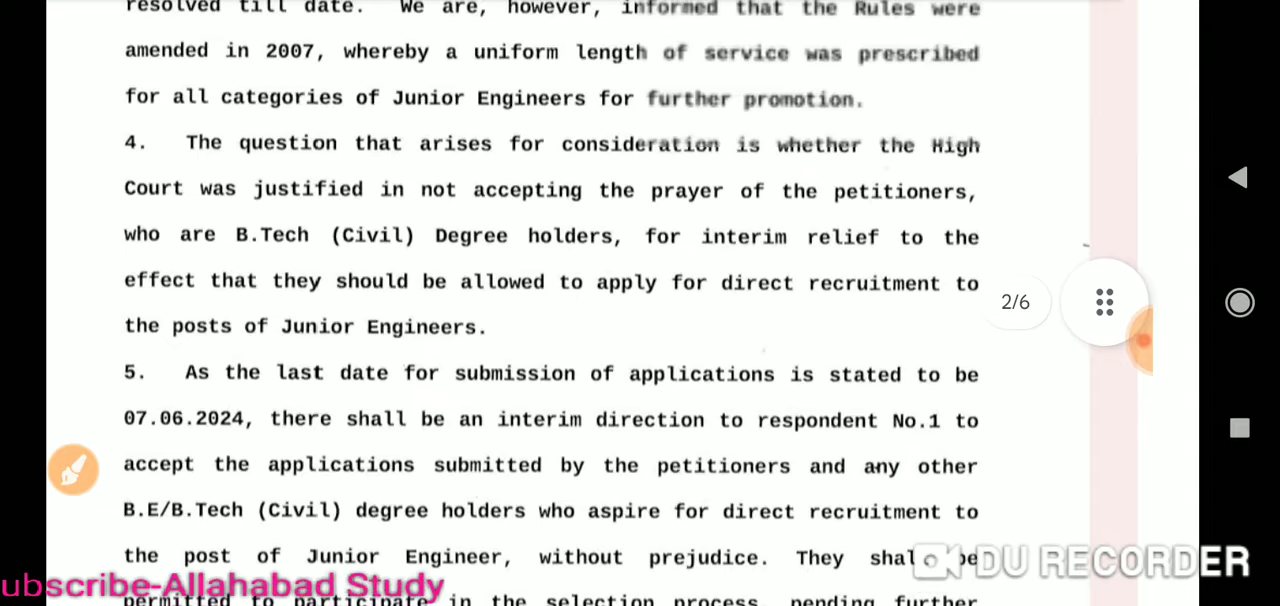 resolved till date. We are, however, informed that the Rules were
amended in 2007, whereby a uniform length of service was prescribed
for all categories of Junior Engineers for further promotion.
4. The question that arises for consideration is whether the High
Court was justified in not accepting the prayer of the petitioners,
who are B.Tech (Civil) Degree holders, for interim relief to the
effect that they should be allowed to apply for direct recruitment to
the posts of Junior Engineers.
2/6
5. As the last date for submission of applications is stated to be
07.06.2024, there shall be an interim direction to respondent No.1 to
accept the applications submitted by the petitioners and any other
B.E/B.Tech (Civil) degree holders who aspire for direct recruitment to
the post of Junior Engineer, without prejudice. They shal be
DU RECORDER
ubscribe-Allahabad Study
permitted to participate in the selection process, pending further